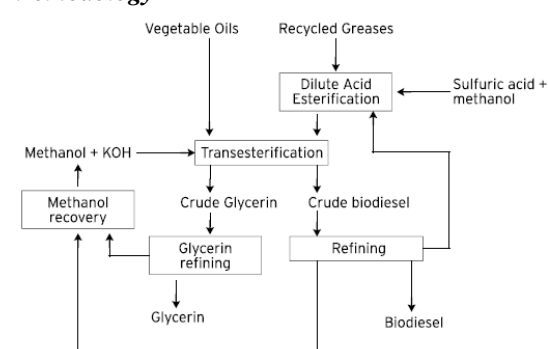 Vegetable Oils
Recycled Greases
Dilute Acid
Esterification
Sulfuric acid +
methanol
Methanol + KOH
Transesterification
Methanol
recovery
Crude Glycerin
Crude biodiesel
Glycerin
refining
Refining
Glycerin
Biodiesel